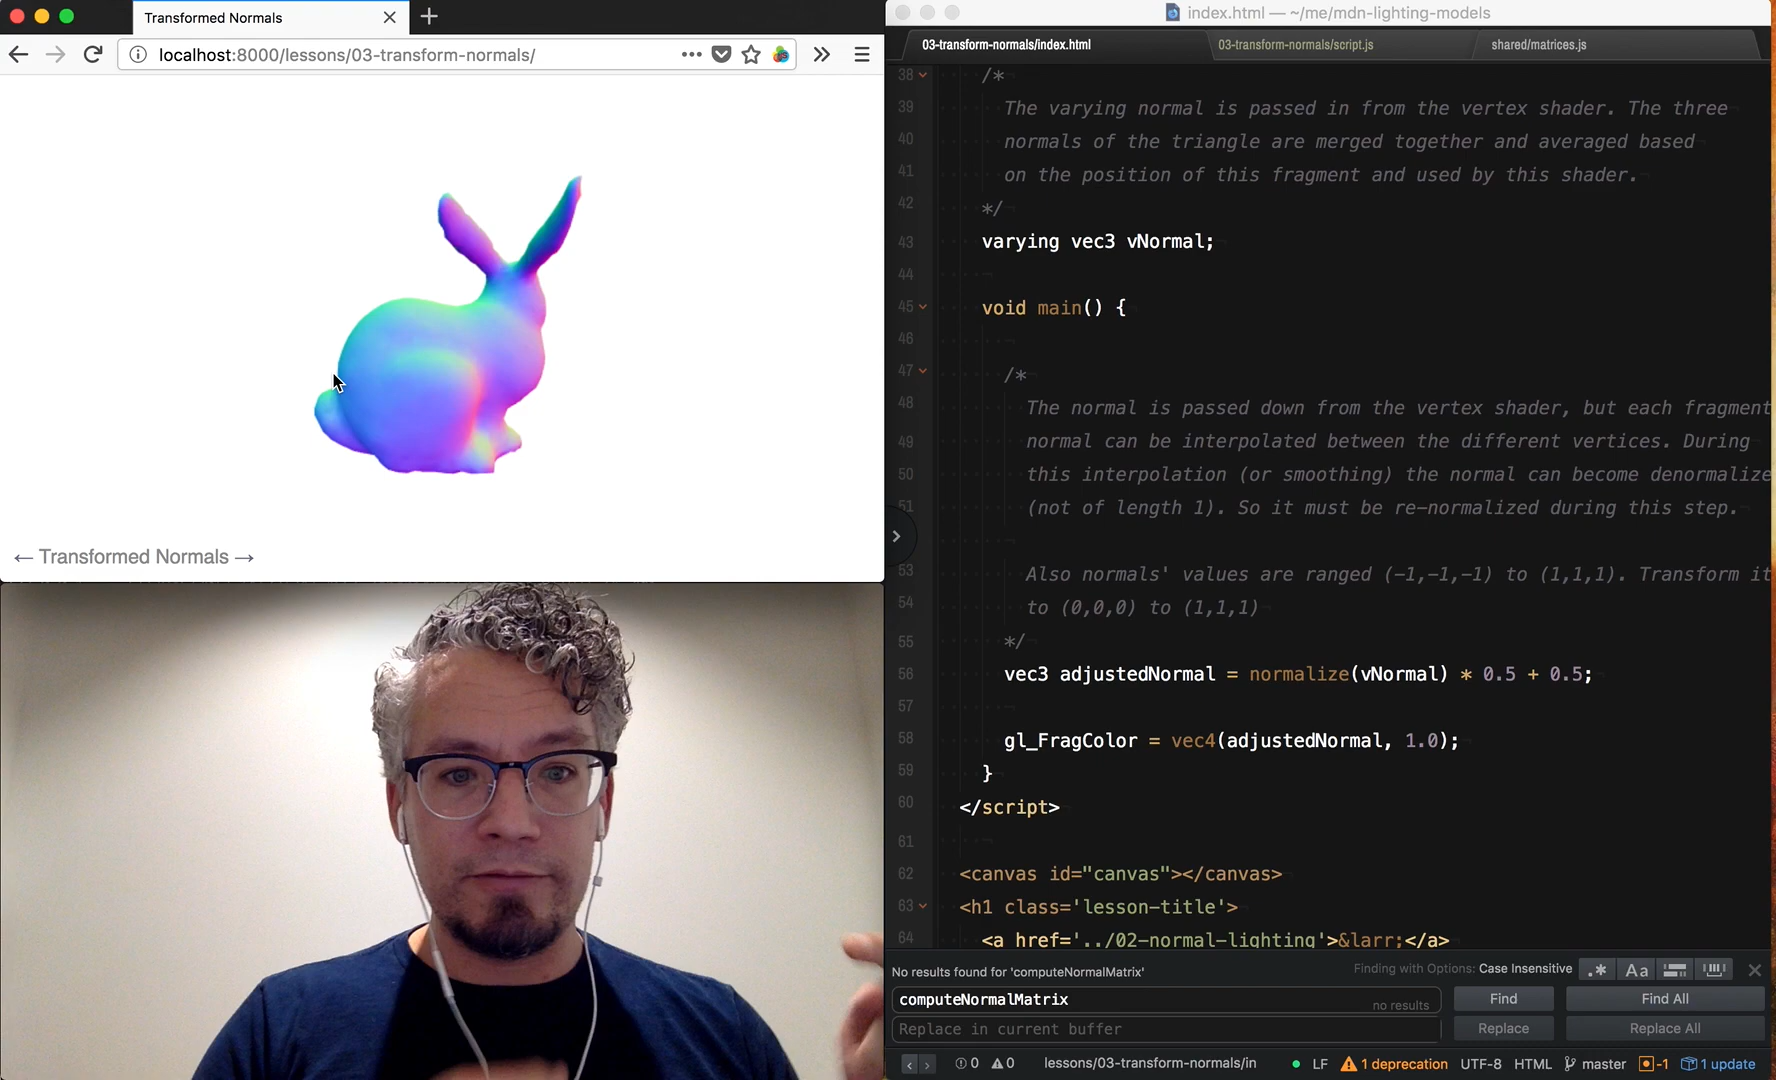 Transformed Normals
localhost:8000/lessons/03-transform-normals/
← Transformed Normals →
index.html — ~/me/mdn-lighting-models
03-transform-normals/index.html
03-transform-normals/script.js
shared/matrices.js
38 /*
39 The varying normal is passed in from the vertex shader. The three
40 normals of the triangle are merged together and averaged based
41 on the position of this fragment and used by this shader.
42 */
43 varying vec3 vNormal;
44
45 void main() {
46
47 /*
48 The normal is passed down from the vertex shader, but each fragment
49 normal can be interpolated between the different vertices. During
50 this interpolation (or smoothing) the normal can become denormalize
51 (not of length 1). So it must be re-normalized during this step.
53 Also normals' values are ranged (-1,-1,-1) to (1,1,1). Transform it
54 to (0,0,0) to (1,1,1)
55 */
56 vec3 adjustedNormal = normalize(vNormal) * 0.5 + 0.5;
57
58 gl_FragColor = vec4(adjustedNormal, 1.0);
59 }
60 </script>
61
62 <canvas id="canvas"></canvas>
63 <h1 class='lesson-title'>
64 <a href='../02-normal-lighting'>&larr;</a>
No results found for 'computeNormalMatrix'
Finding with Options: Case Insensitive
.* Aa
computeNormalMatrix
no results
Find
Find All
Replace in current buffer
Replace
Replace All
0 0 lessons/03-transform-normals/in
LF 1 deprecation UTF-8 HTML master -1 1 update